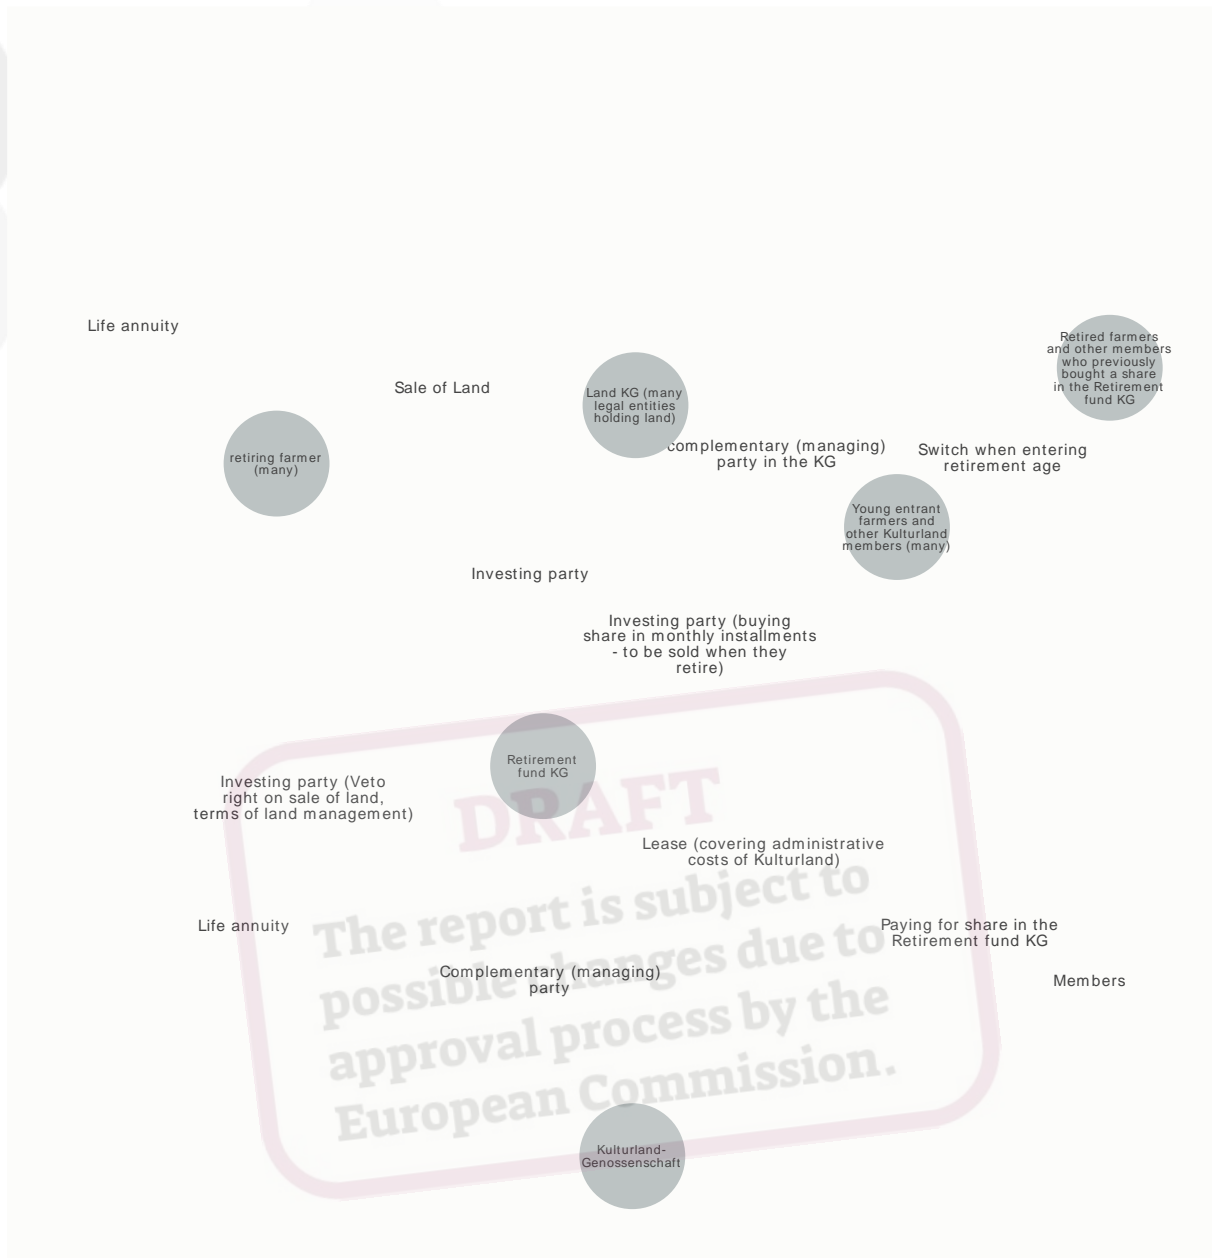 Life annuity
Retired farmers
and other members
who previously
bought a share
in the Retirement
fund KG
Sale of Land
Land KG (many
legal entities
holding land)
complementary (managing)
party in the KG
Switch when entering
retirement age
retiring farmer
(many)
Young entrant
farmers and
other Kulturland
members (many)
Investing party
Investing party (buying
share in monthly installments
- to be sold when they
retire)
Retirement
fund KG
Investing party (Veto
right on sale of land,
terms of land management)
DRAFT
Lease (covering administrative
costs of Kulturland)
The report is subject to
possible changes due to
approval process by the
European Commission.
Life annuity
Paying for share in the
Retirement fund KG
Complementary (managing)
party
Members
Kulturland-
Genossenschaft